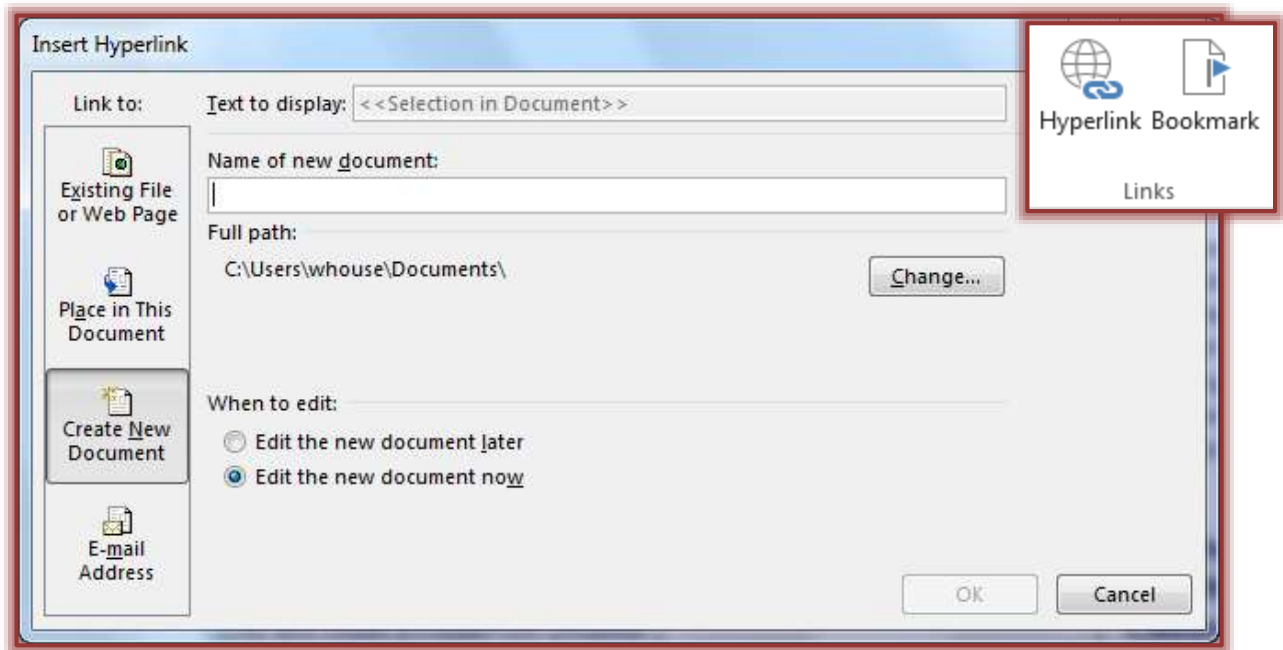 Insert Hyperlink
Hyperlink Bookmark
Links
Link to:
Text to display: <<Selection in Document>>
Existing File
or Web Page
Place in This
Document
Create New
Document
E-mail
Address
Name of new document:
Full path:
C:\Users\whouse\Documents\
Change...
When to edit:
Edit the new document later
Edit the new document now
OK
Cancel